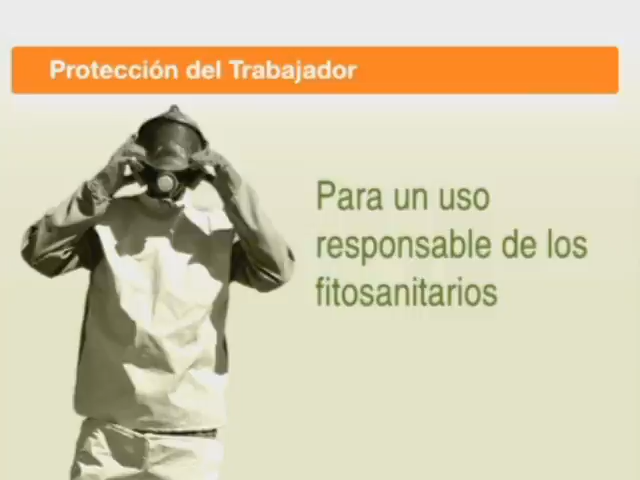 Protección del Trabajador
Para un uso
responsable de los
fitosanitarios